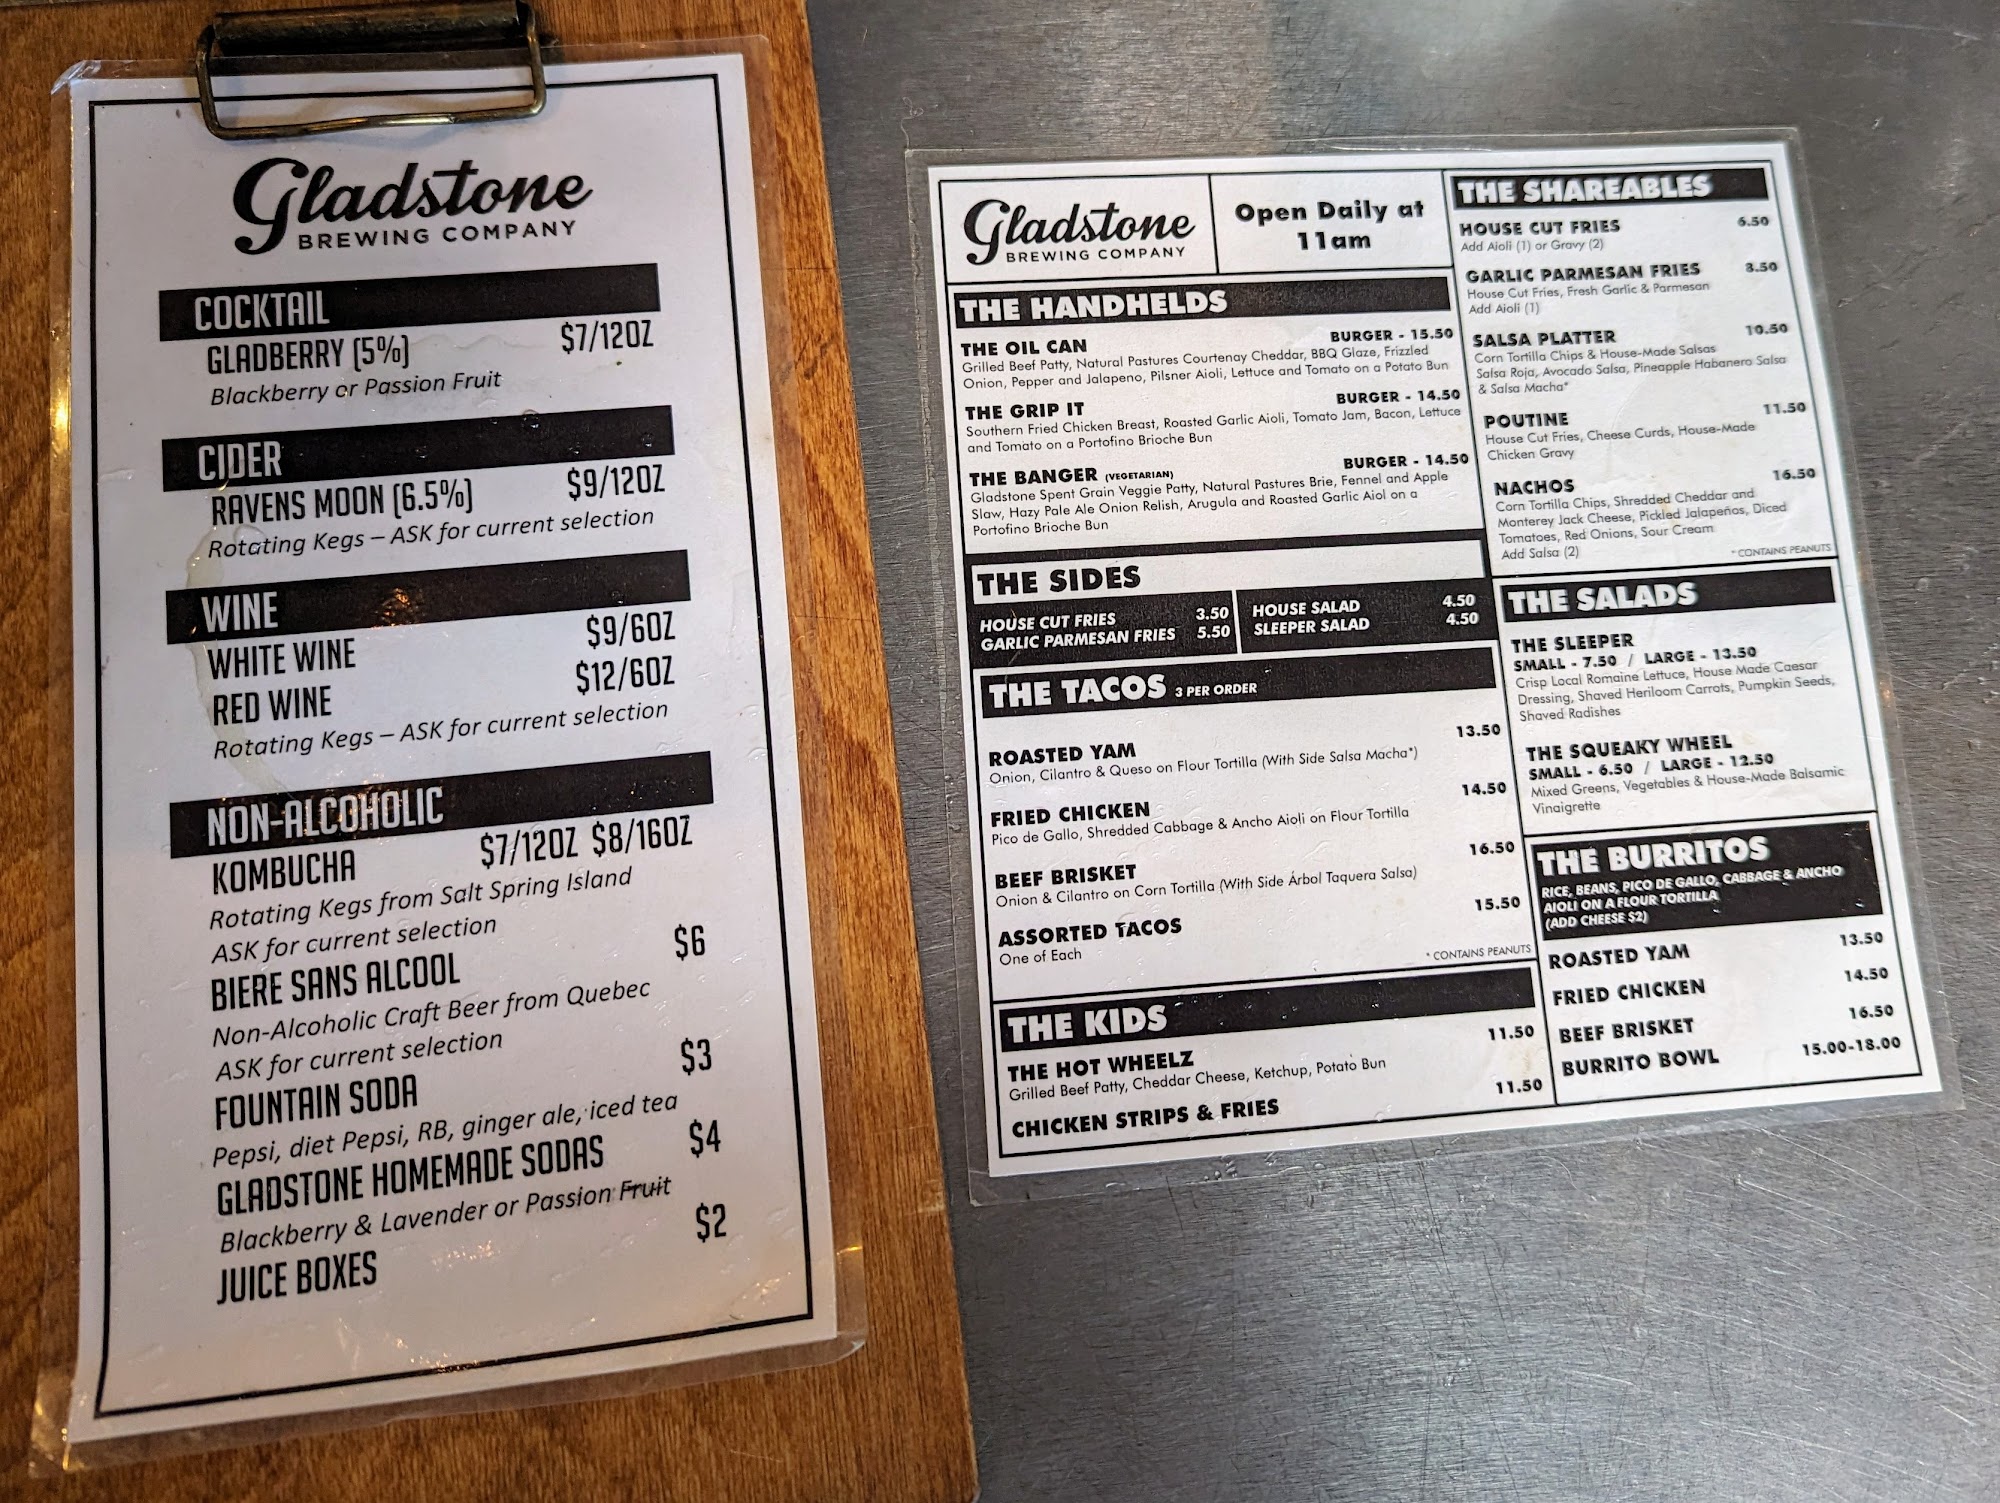 Gladstone
BREWING COMPANY
COCKTAIL
GLADBERRY (5%) $7/12OZ
Blackberry or Passion Fruit
CIDER
RAVENS MOON (6.5%) $9/12OZ
Rotating Kegs – ASK for current selection
WINE
WHITE WINE $9/6OZ
RED WINE $12/6OZ
Rotating Kegs – ASK for current selection
NON-ALCOHOLIC
KOMBUCHA $7/12OZ $8/16OZ
Rotating Kegs from Salt Spring Island
ASK for current selection
BIERE SANS ALCOOL $6
Non-Alcoholic Craft Beer from Quebec
ASK for current selection
FOUNTAIN SODA $3
Pepsi, diet Pepsi, RB, ginger ale, iced tea
GLADSTONE HOMEMADE SODAS $4
Blackberry & Lavender or Passion Fruit
JUICE BOXES $2
Gladstone
BREWING COMPANY
Open Daily at
11am
THE HANDHELDS
THE OIL CAN BURGER - 15.50
Grilled Beef Patty, Natural Pastures Courtenay Cheddar, BBQ Glaze, Frizzled
Onion, Pepper and Jalapeno, Pilsner Aioli, Lettuce and Tomato on a Potato Bun
THE GRIP IT BURGER - 14.50
Southern Fried Chicken Breast, Roasted Garlic Aioli, Tomato Jam, Bacon, Lettuce
and Tomato on a Portofino Brioche Bun
THE BANGER (VEGETARIAN) BURGER - 14.50
Gladstone Spent Grain Veggie Patty, Natural Pastures Brie, Fennel and Apple
Slaw, Hazy Pale Ale Onion Relish, Arugula and Roasted Garlic Aiol on a
Portofino Brioche Bun
THE SIDES
HOUSE CUT FRIES 3.50
GARLIC PARMESAN FRIES 5.50
HOUSE SALAD 4.50
SLEEPER SALAD 4.50
THE TACOS 3 PER ORDER
ROASTED YAM 13.50
Onion, Cilantro & Queso on Flour Tortilla (With Side Salsa Macha*)
FRIED CHICKEN 14.50
Pico de Gallo, Shredded Cabbage & Ancho Aioli on Flour Tortilla
BEEF BRISKET 16.50
Onion & Cilantro on Corn Tortilla (With Side Árbol Taquera Salsa)
ASSORTED TACOS 15.50
One of Each
* CONTAINS PEANUTS
THE KIDS
THE HOT WHEELZ 11.50
Grilled Beef Patty, Cheddar Cheese, Ketchup, Potato Bun
CHICKEN STRIPS & FRIES 11.50
THE SHAREABLES
HOUSE CUT FRIES 6.50
Add Aioli (1) or Gravy (2)
GARLIC PARMESAN FRIES 8.50
House Cut Fries, Fresh Garlic & Parmesan
Add Aioli (1)
SALSA PLATTER 10.50
Corn Tortilla Chips & House-Made Salsas
Salsa Roja, Avocado Salsa, Pineapple Habanero Salsa
& Salsa Macha*
POUTINE 11.50
House Cut Fries, Cheese Curds, House-Made
Chicken Gravy
NACHOS 16.50
Corn Tortilla Chips, Shredded Cheddar and
Monterey Jack Cheese, Pickled Jalapeños, Diced
Tomatoes, Red Onions, Sour Cream
Add Salsa (2)
* CONTAINS PEANUTS
THE SALADS
THE SLEEPER
SMALL - 7.50 / LARGE - 13.50
Crisp Local Romaine Lettuce, House Made Caesar
Dressing, Shaved Heriloom Carrots, Pumpkin Seeds,
Shaved Radishes
THE SQUEAKY WHEEL
SMALL - 6.50 / LARGE - 12.50
Mixed Greens, Vegetables & House-Made Balsamic
Vinaigrette
THE BURRITOS
RICE, BEANS, PICO DE GALLO, CABBAGE & ANCHO
AIOLI ON A FLOUR TORTILLA
(ADD CHEESE $2)
ROASTED YAM 13.50
FRIED CHICKEN 14.50
BEEF BRISKET 16.50
BURRITO BOWL 15.00-18.00